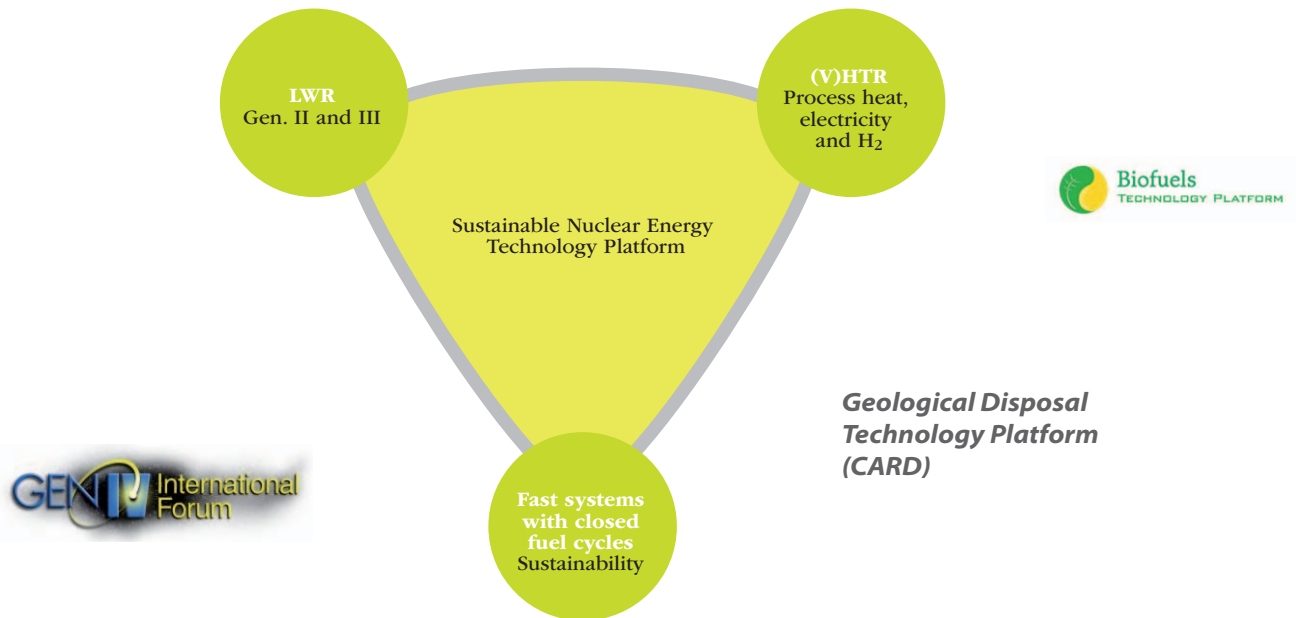 LWR
Gen. II and III
(V)HTR
Process heat,
electricity
and H₂
Biofuels
TECHNOLOGY PLATFORM
Sustainable Nuclear Energy
Technology Platform
Geological Disposal
Technology Platform
(CARD)
GEN IV International
Forum
Fast systems
with closed
fuel cycles
Sustainability